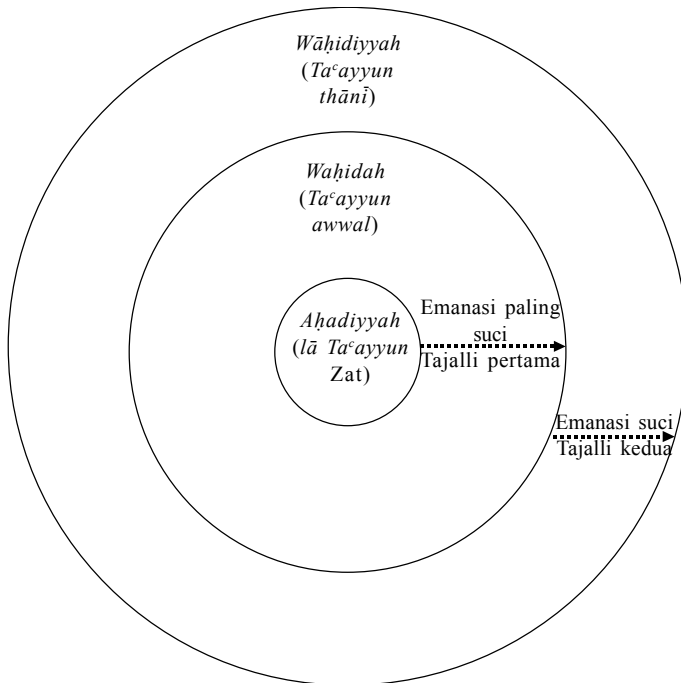 Wāḥidiyyah
(Taᶜayyun
thānī)
Waḥidah
(Taᶜayyun
awwal)
Aḥadiyyah
(lā Taᶜayyun
Zat)
Emanasi paling
suci
Tajalli pertama
Emanasi suci
Tajalli kedua